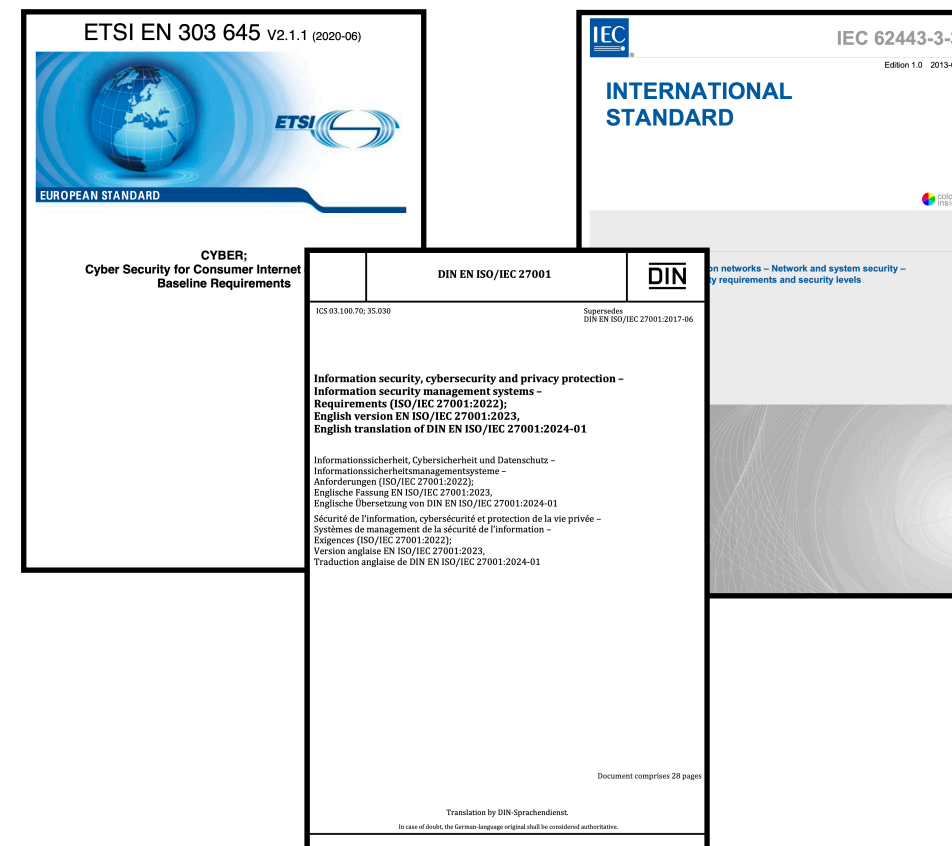 ETSI EN 303 645 V2.1.1 (2020-06)
ETSI
EUROPEAN STANDARD
CYBER;
Cyber Security for Consumer Internet
Baseline Requirements
IEC
®
IEC 62443-3-
Edition 1.0 2013-
INTERNATIONAL
STANDARD
networks – Network and system security –
requirements and security levels
DIN EN ISO/IEC 27001
DIN
ICS 03.100.70; 35.030
Supersedes
DIN EN ISO/IEC 27001:2017-06
Information security, cybersecurity and privacy protection –
Information security management systems –
Requirements (ISO/IEC 27001:2022);
English version EN ISO/IEC 27001:2023,
English translation of DIN EN ISO/IEC 27001:2024-01
Informationssicherheit, Cybersicherheit und Datenschutz –
Informationssicherheitsmanagementsysteme –
Anforderungen (ISO/IEC 27001:2022);
Englische Fassung EN ISO/IEC 27001:2023,
Englische Übersetzung von DIN EN ISO/IEC 27001:2024-01
Sécurité de l'information, cybersécurité et protection de la vie privée –
Systèmes de management de la sécurité de l'information –
Exigences (ISO/IEC 27001:2022);
Version anglaise EN ISO/IEC 27001:2023,
Traduction anglaise de DIN EN ISO/IEC 27001:2024-01
Document comprises 28 pages
Translation by DIN-Sprachendienst.
In case of doubt, the German-language original shall be considered authoritative.